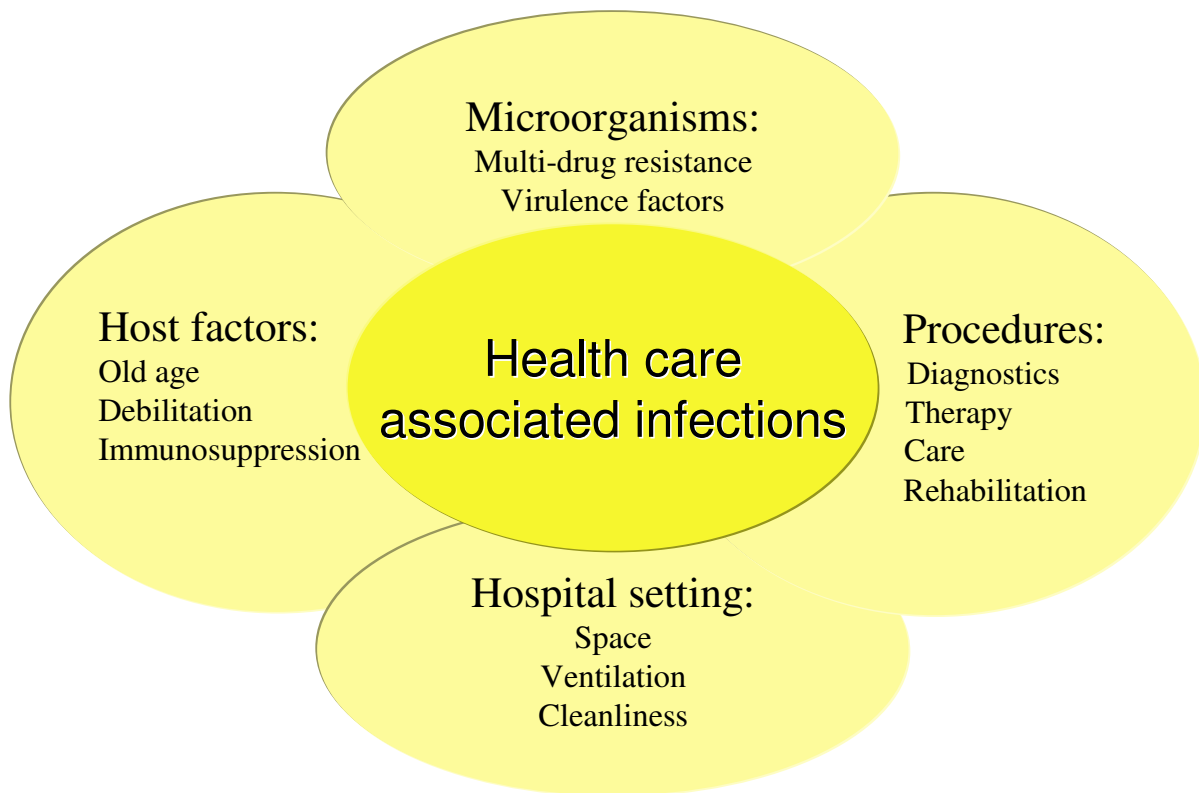 Microorganisms:
Multi-drug resistance
Virulence factors
Host factors:
Old age
Debilitation
Immunosuppression
Health care
associated infections
Procedures:
Diagnostics
Therapy
Care
Rehabilitation
Hospital setting:
Space
Ventilation
Cleanliness